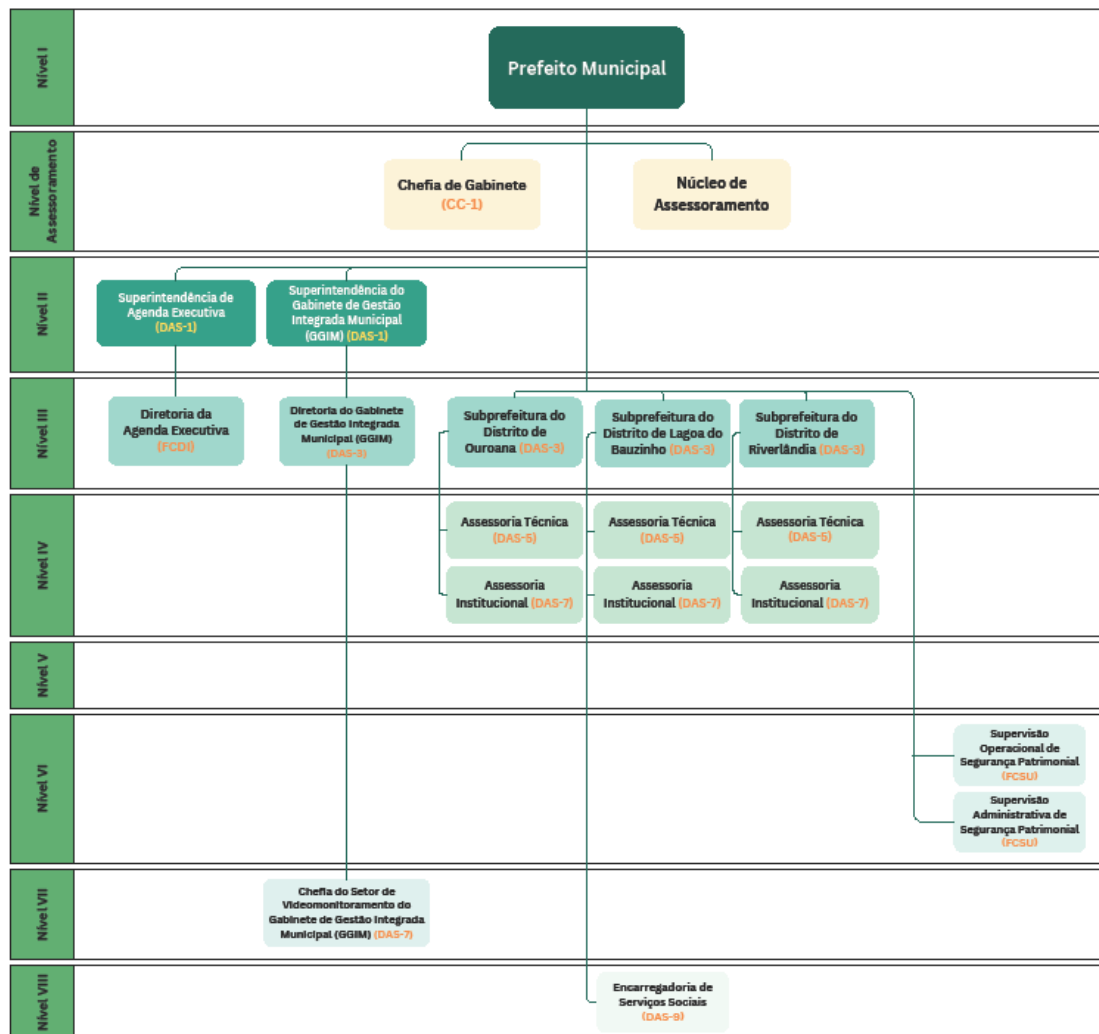 Nível I
Prefeito Municipal
Nível de
Assessoramento
Chefia de Gabinete
(CC-1)
Núcleo de
Assessoramento
Nível II
Superintendência de
Agenda Executiva
(DAS-1)
Superintendência do
Gabinete de Gestão
Integrada Municipal
(GGIM) (DAS-1)
Nível III
Diretoria da
Agenda Executiva
(FCDI)
Diretoria do Gabinete
de Gestão Integrada
Municipal (GGIM)
(DAS-3)
Subprefeitura do
Distrito de
Ouroana (DAS-3)
Subprefeitura do
Distrito de Lagoa do
Bauzinho (DAS-3)
Subprefeitura do
Distrito de
Riverlândia (DAS-3)
Nível IV
Assessoria Técnica
(DAS-5)
Assessoria Técnica
(DAS-5)
Assessoria Técnica
(DAS-5)
Assessoria
Institucional (DAS-7)
Assessoria
Institucional (DAS-7)
Assessoria
Institucional (DAS-7)
Nível V
Nível VI
Supervisão
Operacional de
Segurança Patrimonial
(FCSU)
Supervisão
Administrativa de
Segurança Patrimonial
(FCSU)
Nível VII
Chefia do Setor de
Videomonitoramento do
Gabinete de Gestão Integrada
Municipal (GGIM) (DAS-7)
Nível VIII
Encarregadoria de
Serviços Sociais
(DAS-9)